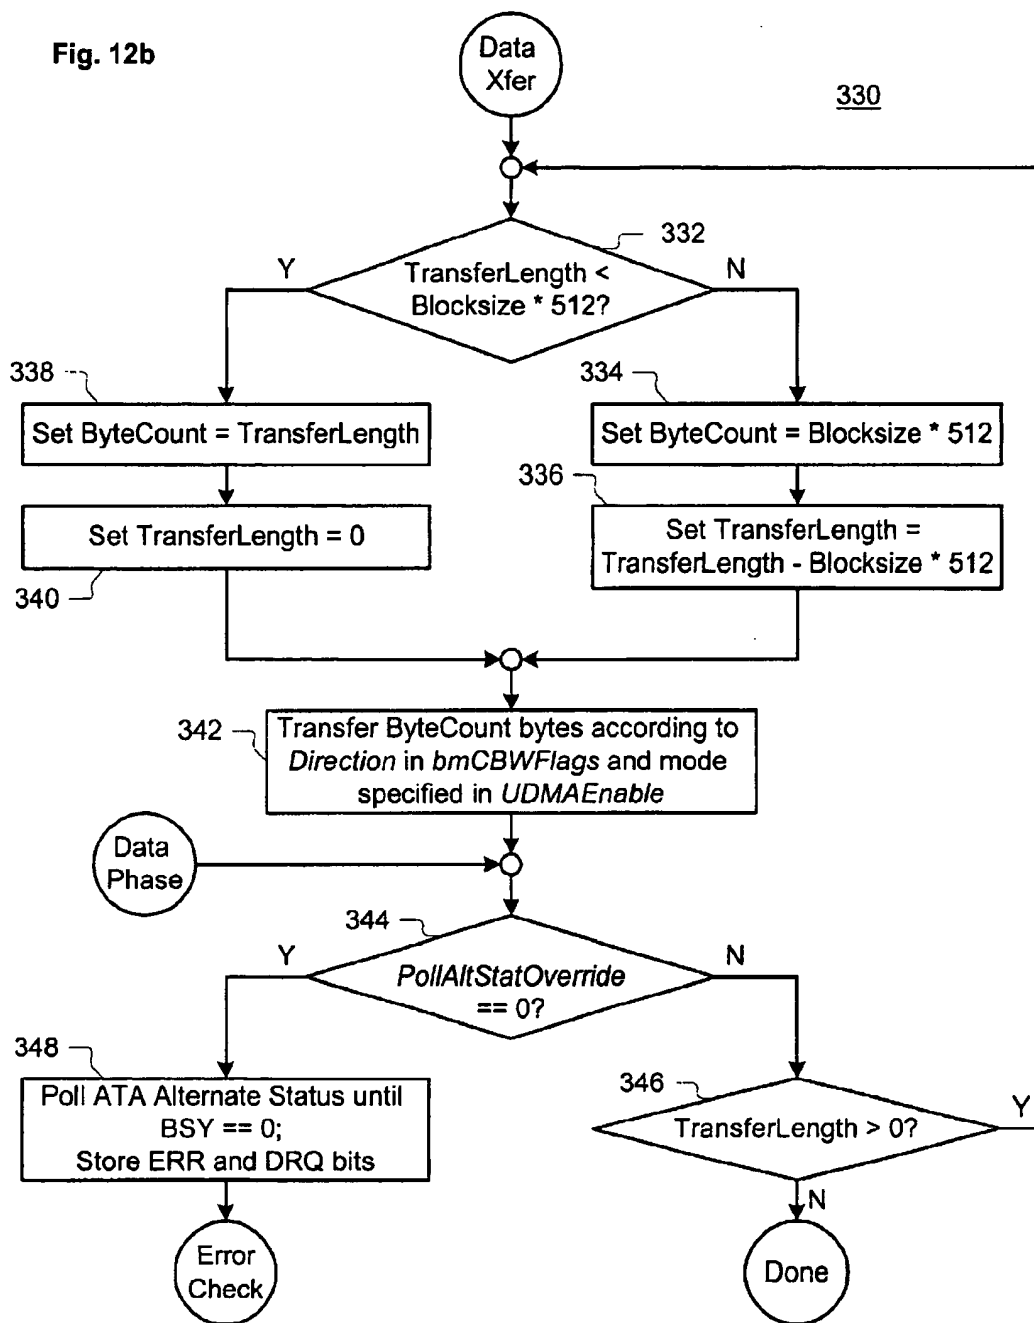 Fig. 12b
Data
Xfer
330
332
Y
N
TransferLength <
Blocksize * 512?
338
334
Set ByteCount = TransferLength
Set ByteCount = Blocksize * 512
336
Set TransferLength = 0
Set TransferLength =
TransferLength - Blocksize * 512
340
342
Transfer ByteCount bytes according to
Direction in bmCBWFlags and mode
specified in UDMAEnable
Data
Phase
344
Y
N
PollAltStatOverride
== 0?
348
346
Poll ATA Alternate Status until
BSY == 0;
Store ERR and DRQ bits
TransferLength > 0?
Y
N
Error
Check
Done